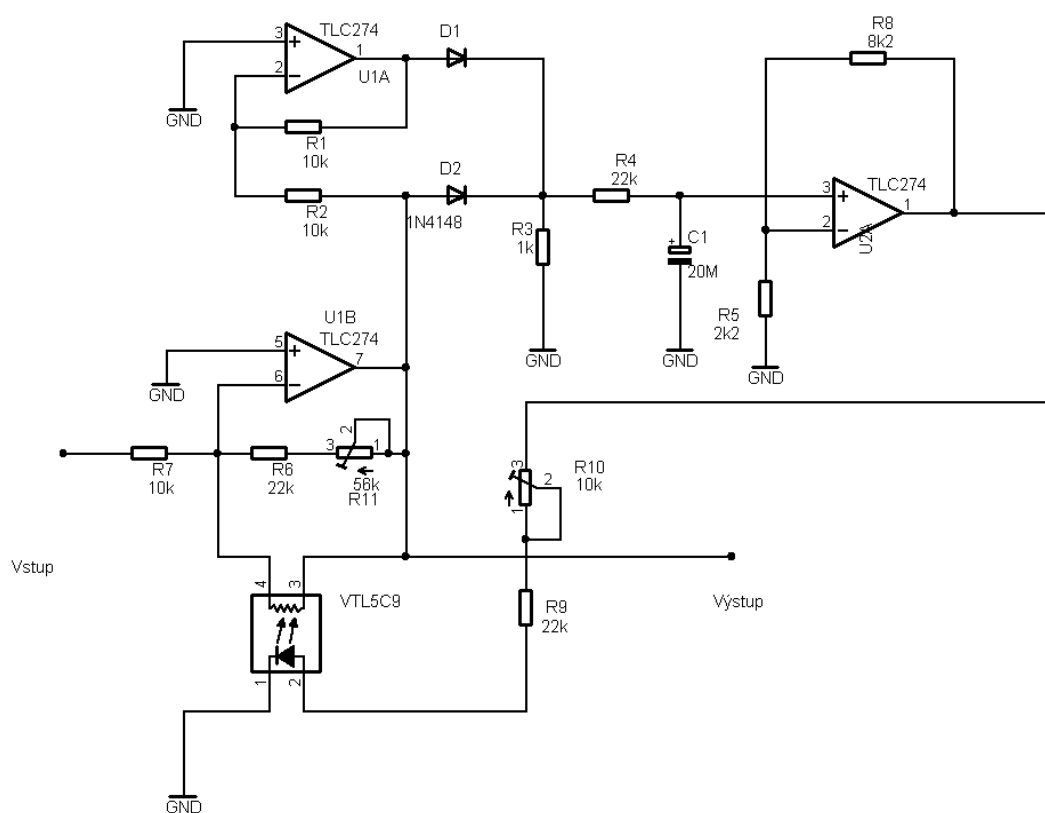 TLC274
D1
R8
8k2
3
+
1
2
−
U1A
GND
R1
10k
D2
R4
22k
TLC274
3
+
1
2
−
U2A
R2
10k
1N4148
R3
1k
+
C1
20M
R5
2k2
U1B
TLC274
5
+
7
6
−
GND
GND
GND
GND
3
2
1
R7
10k
R6
22k
56k
R11
3
R10
10k
2
1
Vstup
4
3
VTL5C9
R9
22k
Výstup
1
2
GND